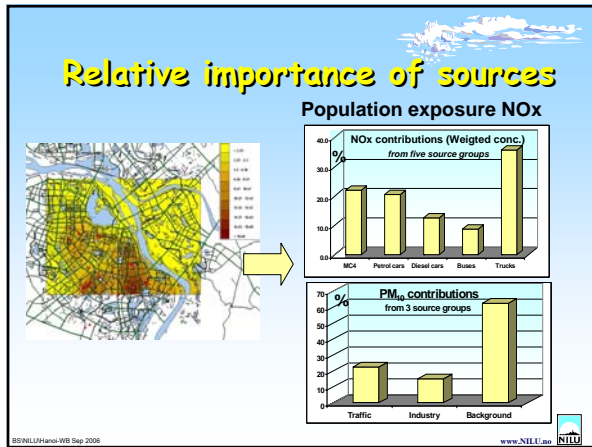 Relative importance of sources
Population exposure NOx
NOx contributions (Weigted conc.)
from five source groups
%
40.0
30.0
20.0
10.0
0.0
MC4 Petrol cars Diesel cars Buses Trucks
PM10 contributions
from 3 source groups
%
70
60
50
40
30
20
10
0
Traffic Industry Background
BS\NILU\Hanoi-WB Sep 2006
www.NILU.no
NILU